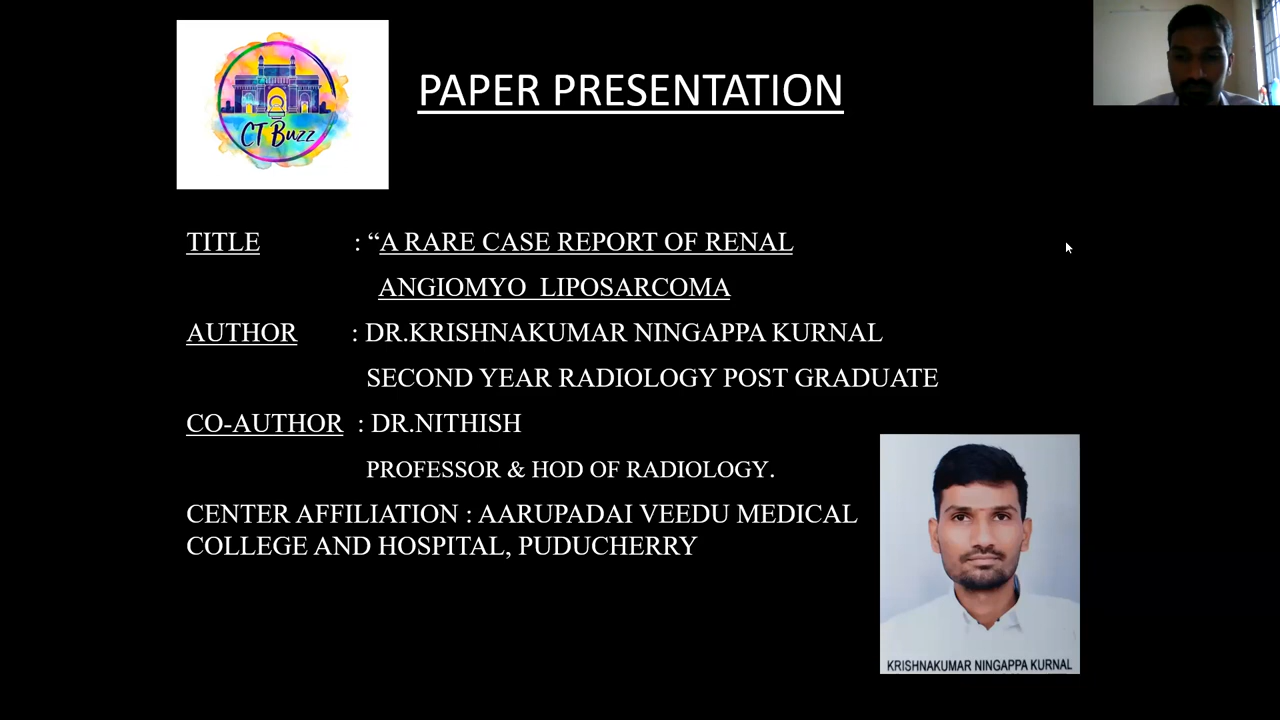 CT Buzz
PAPER PRESENTATION
TITLE : “A RARE CASE REPORT OF RENAL
ANGIOMYO LIPOSARCOMA
AUTHOR : DR.KRISHNAKUMAR NINGAPPA KURNAL
SECOND YEAR RADIOLOGY POST GRADUATE
CO-AUTHOR : DR.NITHISH
PROFESSOR & HOD OF RADIOLOGY.
CENTER AFFILIATION : AARUPADAI VEEDU MEDICAL
COLLEGE AND HOSPITAL, PUDUCHERRY
KRISHNAKUMAR NINGAPPA KURNAL